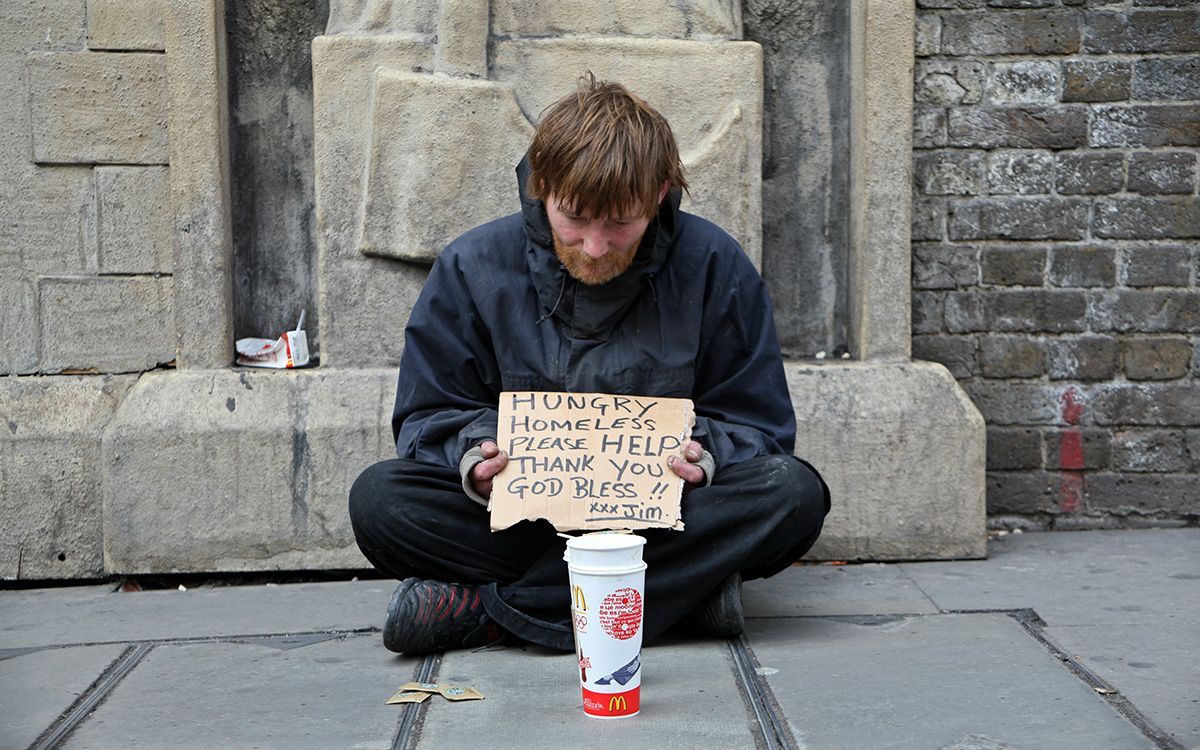 HUNGRY
HOMELESS
PLEASE HELP
THANK YOU
GOD BLESS !!
xxx Jim.